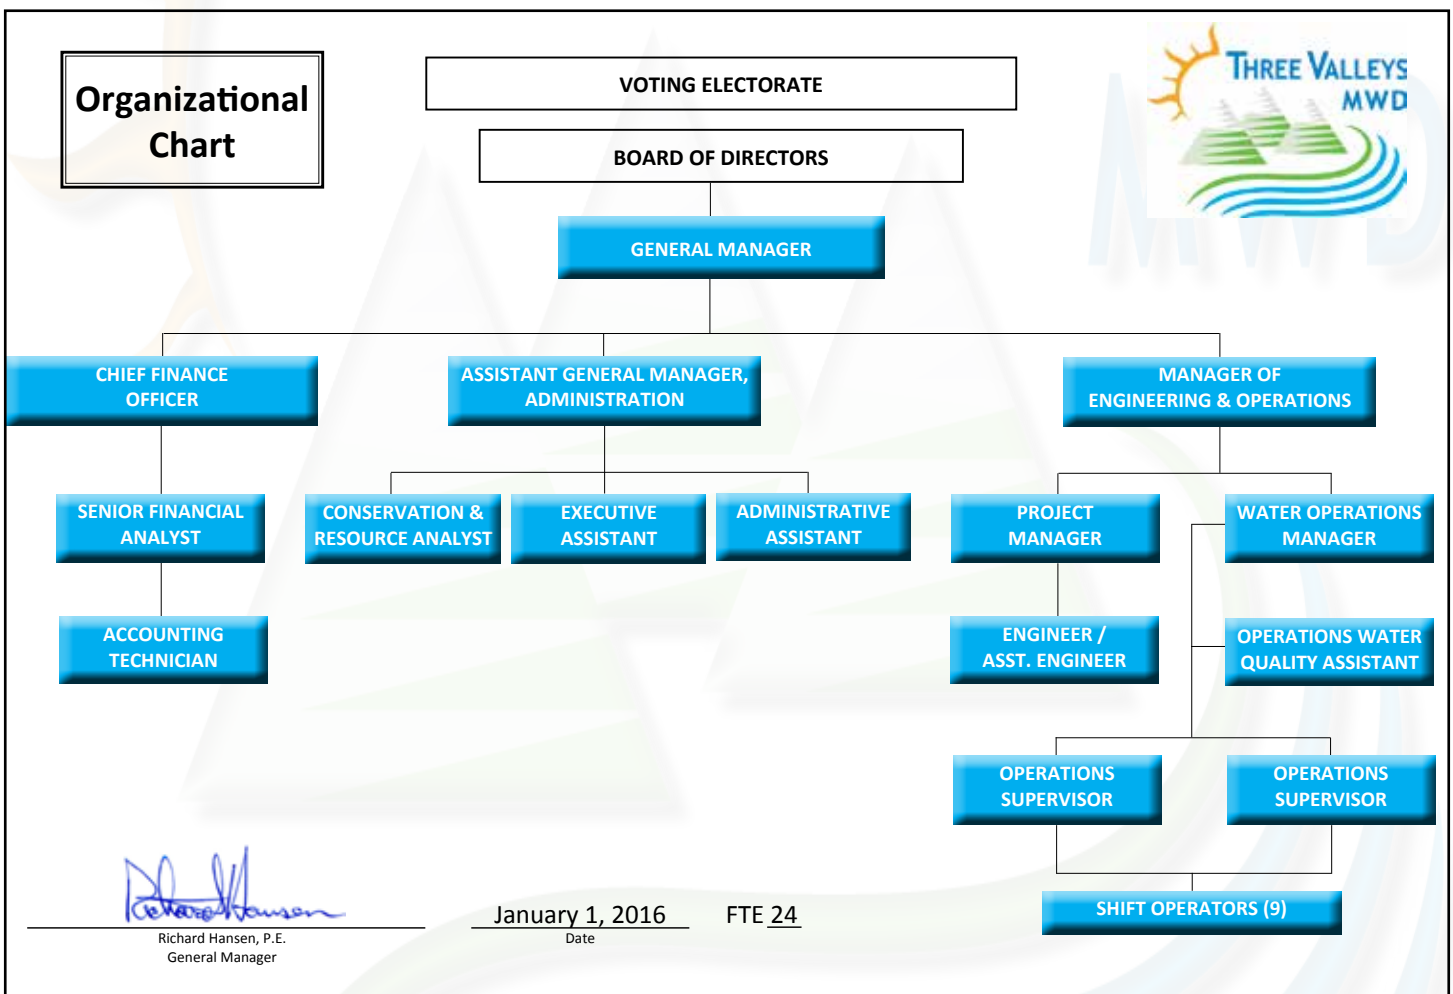 Organizational
Chart
VOTING ELECTORATE
BOARD OF DIRECTORS
THREE VALLEYS
MWD
GENERAL MANAGER
CHIEF FINANCE
OFFICER
ASSISTANT GENERAL MANAGER,
ADMINISTRATION
MANAGER OF
ENGINEERING & OPERATIONS
SENIOR FINANCIAL
ANALYST
CONSERVATION &
RESOURCE ANALYST
EXECUTIVE
ASSISTANT
ADMINISTRATIVE
ASSISTANT
PROJECT
MANAGER
WATER OPERATIONS
MANAGER
ACCOUNTING
TECHNICIAN
ENGINEER /
ASST. ENGINEER
OPERATIONS WATER
QUALITY ASSISTANT
OPERATIONS
SUPERVISOR
OPERATIONS
SUPERVISOR
SHIFT OPERATORS (9)
Richard Hansen
Richard Hansen, P.E.
General Manager
January 1, 2016
Date
FTE 24
MWD